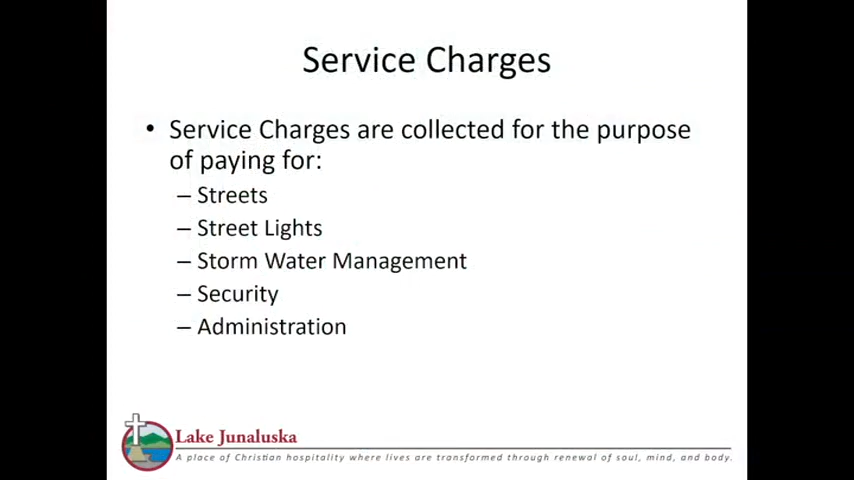 Service Charges
• Service Charges are collected for the purpose
of paying for:
– Streets
– Street Lights
– Storm Water Management
– Security
– Administration
Lake Junaluska
A place of Christian hospitality where lives are transformed through renewal of soul, mind, and body.